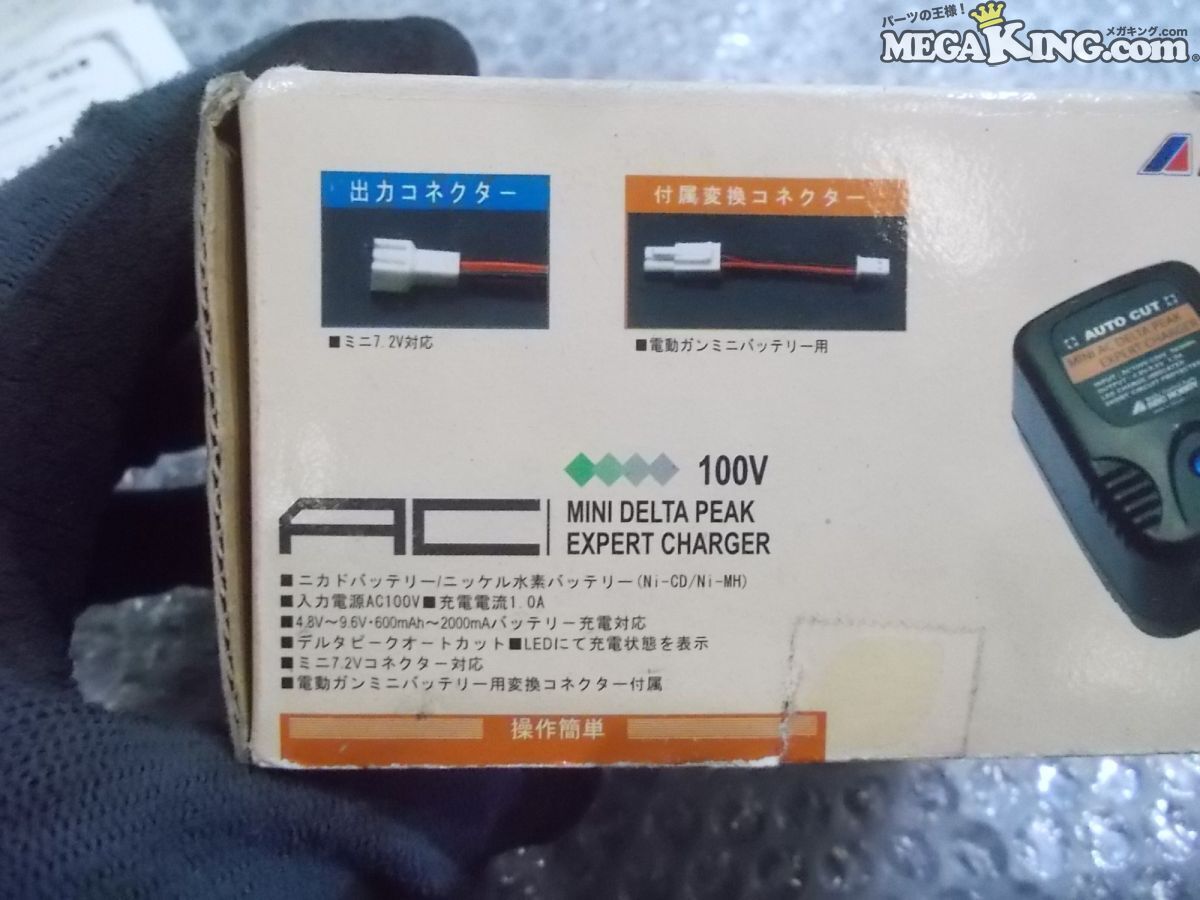 パーツの王様！
メガキング.com
MEGAKING.com®
出力コネクター
付属変換コネクター
■ミニ7.2V対応
■電動ガンミニバッテリー用
AUTO CUT
MINI AC DELTA PEAK
EXPERT CHARGER
100V
AC
MINI DELTA PEAK
EXPERT CHARGER
■ニカドバッテリー/ニッケル水素バッテリー(Ni-CD/Ni-MH)
■入力電源AC100V■充電電流1.0A
■4.8V～9.6V・600mAh～2000mAバッテリー充電対応
■デルタピークオートカット■LEDにて充電状態を表示
■ミニ7.2Vコネクター対応
■電動ガンミニバッテリー用変換コネクター付属
操作簡単